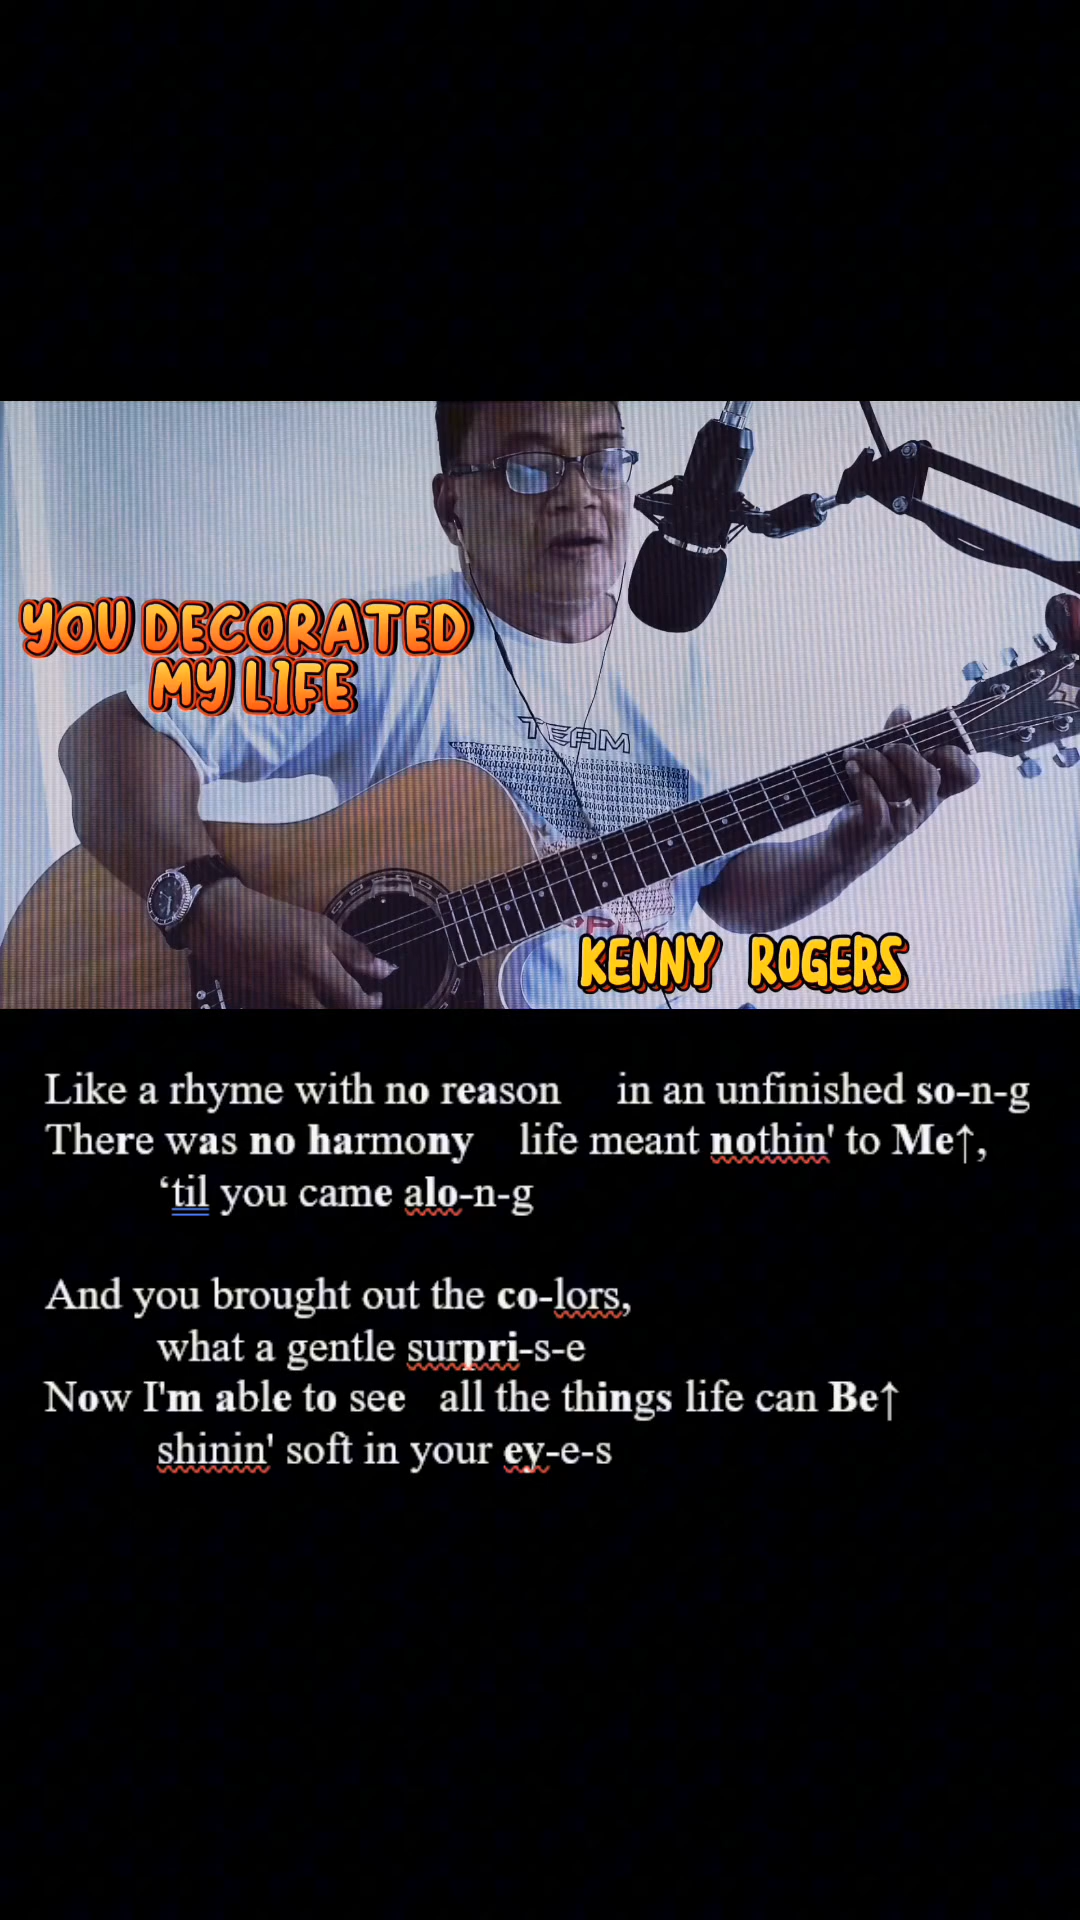 YOU DECORATED
MY LIFE
TEAM
KENNY ROGERS
Like a rhyme with no reason in an unfinished so-n-g
There was no harmony life meant nothin' to Me↑,
‘til you came alo-n-g
And you brought out the co-lors,
what a gentle surpri-s-e
Now I'm able to see all the things life can Be↑
shinin' soft in your ey-e-s